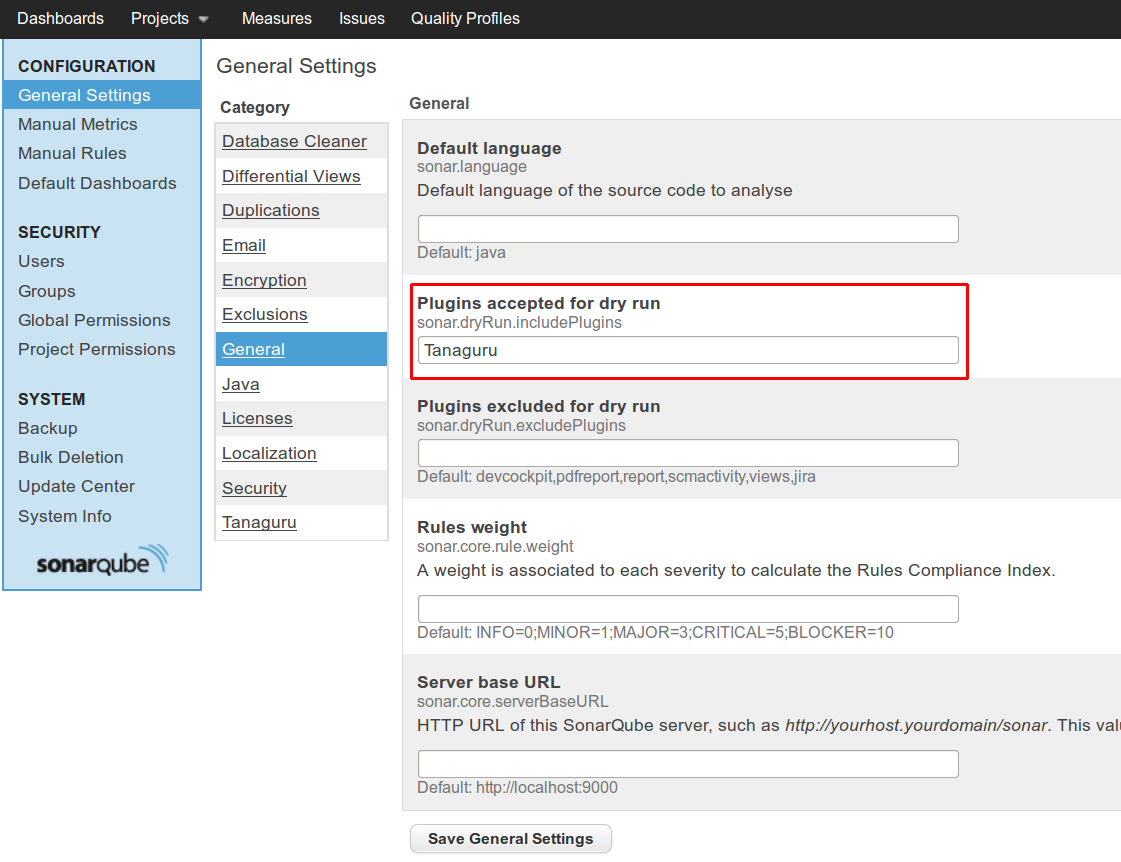 Dashboards Projects Measures Issues Quality Profiles
CONFIGURATION
General Settings
Manual Metrics
Manual Rules
Default Dashboards
SECURITY
Users
Groups
Global Permissions
Project Permissions
SYSTEM
Backup
Bulk Deletion
Update Center
System Info
sonarqube
General Settings
Category
Database Cleaner
Differential Views
Duplications
Email
Encryption
Exclusions
General
Java
Licenses
Localization
Security
Tanaguru
General
Default language
sonar.language
Default language of the source code to analyse
Default: java
Plugins accepted for dry run
sonar.dryRun.includePlugins
Tanaguru
Plugins excluded for dry run
sonar.dryRun.excludePlugins
Default: devcockpit,pdfreport,report,scmactivity,views,jira
Rules weight
sonar.core.rule.weight
A weight is associated to each severity to calculate the Rules Compliance Index.
Default: INFO=0;MINOR=1;MAJOR=3;CRITICAL=5;BLOCKER=10
Server base URL
sonar.core.serverBaseURL
HTTP URL of this SonarQube server, such as http://yourhost.yourdomain/sonar. This valu
Default: http://localhost:9000
Save General Settings